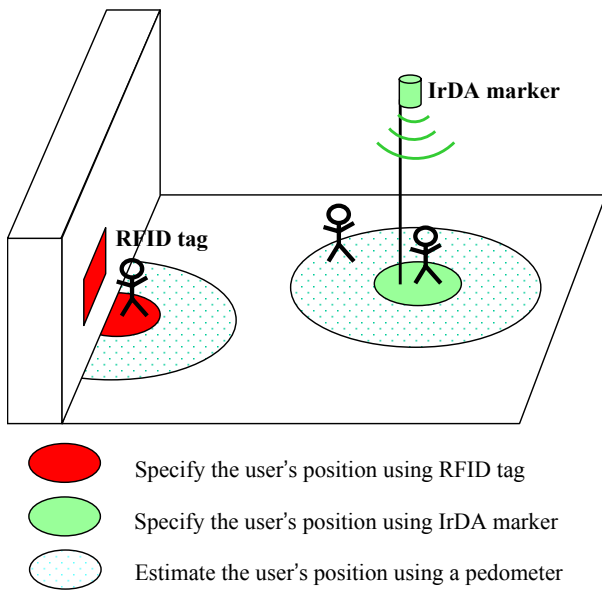 IrDA marker
RFID tag
Specify the user's position using RFID tag
Specify the user's position using IrDA marker
Estimate the user's position using a pedometer